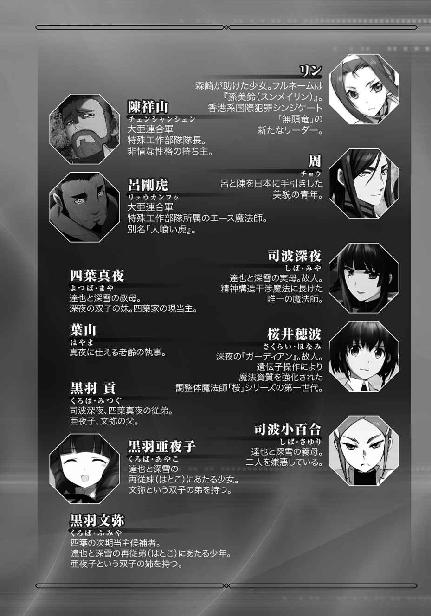 リン
森崎が助けた少女。フルネームは
『孫美鈴(スンメイリン)』。
香港系国際犯罪シンジケート
「無頭竜」の
新たなリーダー。
陳祥山
チェンシャンシェン
大亜連合軍
特殊工作部隊隊長。
非情な性格の持ち主。
周
チョウ
呂と陳を日本に手引きした
美貌の青年。
呂剛虎
リュウカンフゥ
大亜連合軍
特殊工作部隊所属のエース魔法師。
別名「人喰い虎」。
司波深夜
しば・みや
達也と深雪の実母。故人。
精神構造干渉魔法に長けた
唯一の魔法師。
四葉真夜
よつば・まや
達也と深雪の叔母。
深夜の双子の妹。四葉家の現当主。
葉山
はやま
真夜に仕える老齢の執事。
桜井穂波
さくらい・ほなみ
深夜の『ガーディアン』。故人。
遺伝子操作により
魔法資質を強化された
調整体魔法師「桜」シリーズの第一世代。
黒羽 貢
くろば・みつぐ
司波深夜、四葉真夜の従弟。
亜夜子、文弥の父。
司波小百合
しば・さゆり
達也と深雪の義母。
二人を嫌悪している。
黒羽亜夜子
くろば・あやこ
達也と深雪の
再従妹(はとこ)にあたる少女。
文弥という双子の弟を持つ。
黒羽文弥
くろば・ふみや
四葉の次期当主候補者。
達也と深雪の再従弟(はとこ)にあたる少年。
亜夜子という双子の姉を持つ。